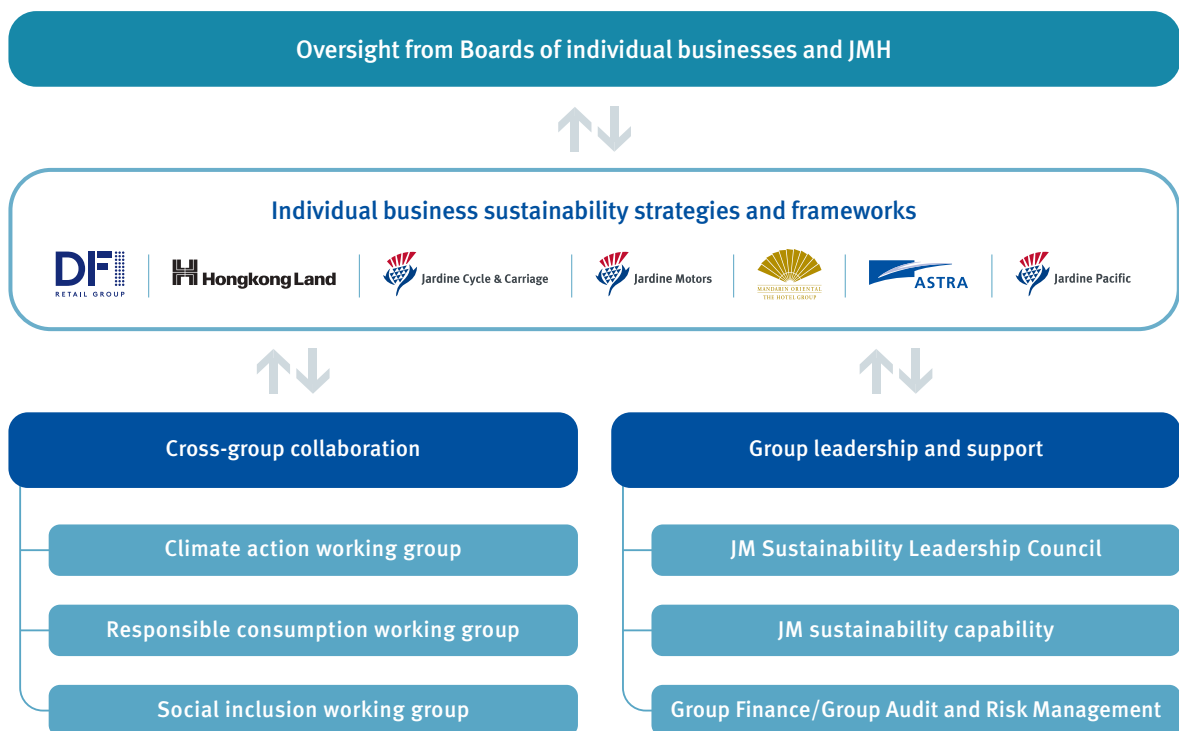 Oversight from Boards of individual businesses and JMH
Individual business sustainability strategies and frameworks
DFI
RETAIL GROUP
Hongkong Land
Jardine Cycle & Carriage
Jardine Motors
MANDARIN ORIENTAL
THE HOTEL GROUP
ASTRA
Jardine Pacific
Cross-group collaboration
Climate action working group
Responsible consumption working group
Social inclusion working group
Group leadership and support
JM Sustainability Leadership Council
JM sustainability capability
Group Finance/Group Audit and Risk Management